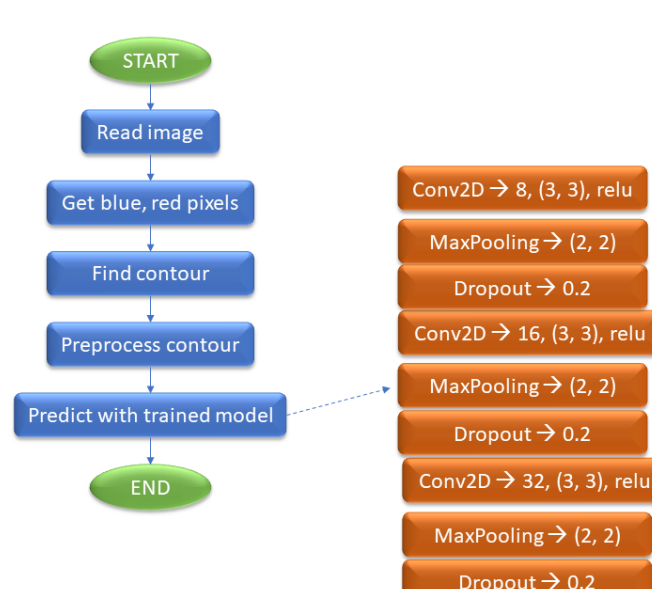 START
Read image
Get blue, red pixels
Find contour
Preprocess contour
Predict with trained model
END
Conv2D → 8, (3, 3), relu
MaxPooling → (2, 2)
Dropout → 0.2
Conv2D → 16, (3, 3), relu
MaxPooling → (2, 2)
Dropout → 0.2
Conv2D → 32, (3, 3), relu
MaxPooling → (2, 2)
Dropout → 0.2